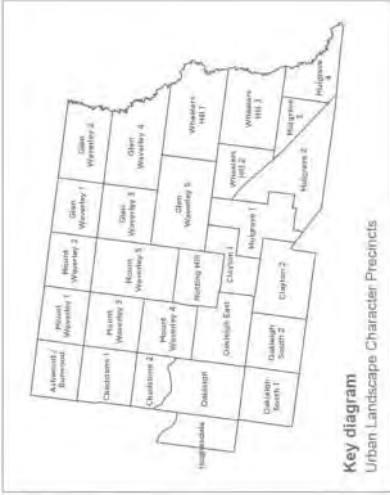 Glen
Waverley 2
Glen
Waverley 4
Wheelers
Hill 1
Wheelers
Hill 3
Mulgrave
4
Mulgrave
3
Glen
Waverley 1
Glen
Waverley 3
Glen
Waverley 5
Wheelers
Hill 2
Mulgrave 2
Mount
Waverley 2
Mount
Waverley 5
Notting Hill
Clayton 1
Mulgrave 1
Mount
Waverley 1
Mount
Waverley 3
Mount
Waverley 4
Oakleigh East
Clayton 2
Oakleigh
South 2
Ashwood /
Burwood
Chadstone 1
Chadstone 2
Oakleigh
Oakleigh
South 1
Hughesdale
Key diagram
Urban Landscape Character Precincts